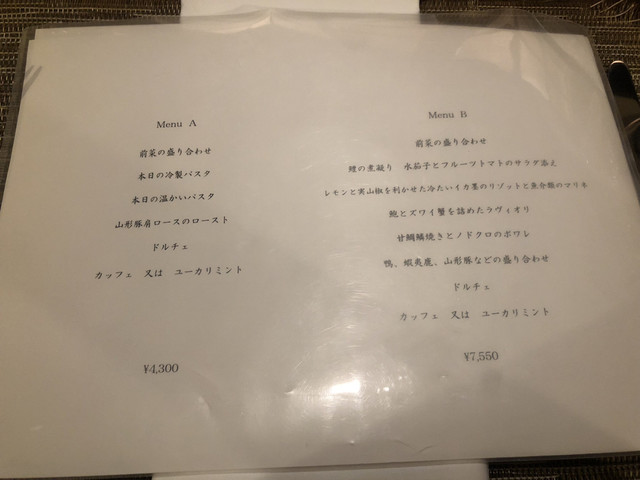 Menu A
前菜の盛り合わせ
本日の冷製パスタ
本日の温かいパスタ
山形豚肩ロースのロースト
ドルチェ
カッフェ 又は ユーカリミント
¥4,300
Menu B
前菜の盛り合わせ
鰻の煮凝り 水茄子とフルーツトマトのサラダ添え
レモンと実山椒を利かせた冷たいイカ墨のリゾットと魚介類のマリネ
鮑とズワイ蟹を詰めたラヴィオリ
甘鯛鱗焼きとノドクロのポワレ
鴨、蝦夷鹿、山形豚などの盛り合わせ
ドルチェ
カッフェ 又は ユーカリミント
¥7,550